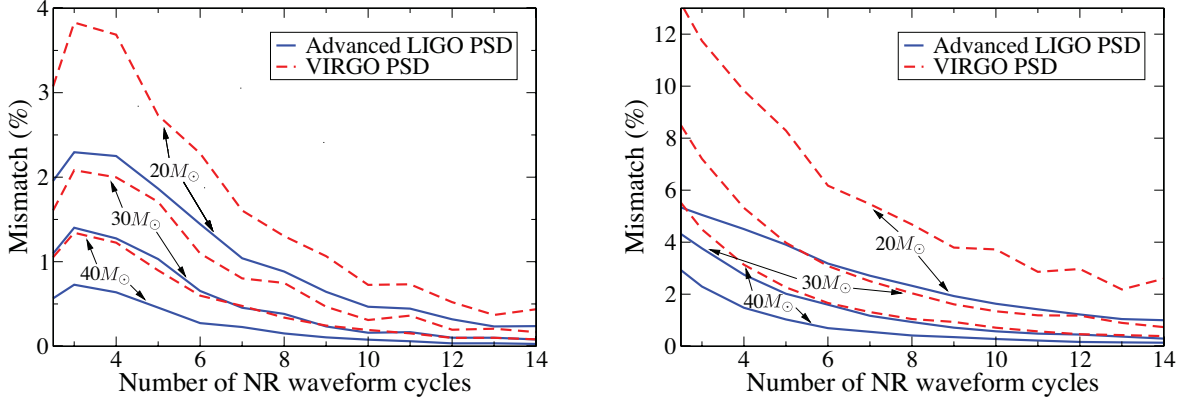 4
3
2
1
0
Mismatch (%)
Advanced LIGO PSD
VIRGO PSD
20M⊙
30M⊙
40M⊙
4 6 8 10 12 14
Number of NR waveform cycles
12
10
8
6
4
2
0
Mismatch (%)
Advanced LIGO PSD
VIRGO PSD
20M⊙
30M⊙
40M⊙
4 6 8 10 12 14
Number of NR waveform cycles